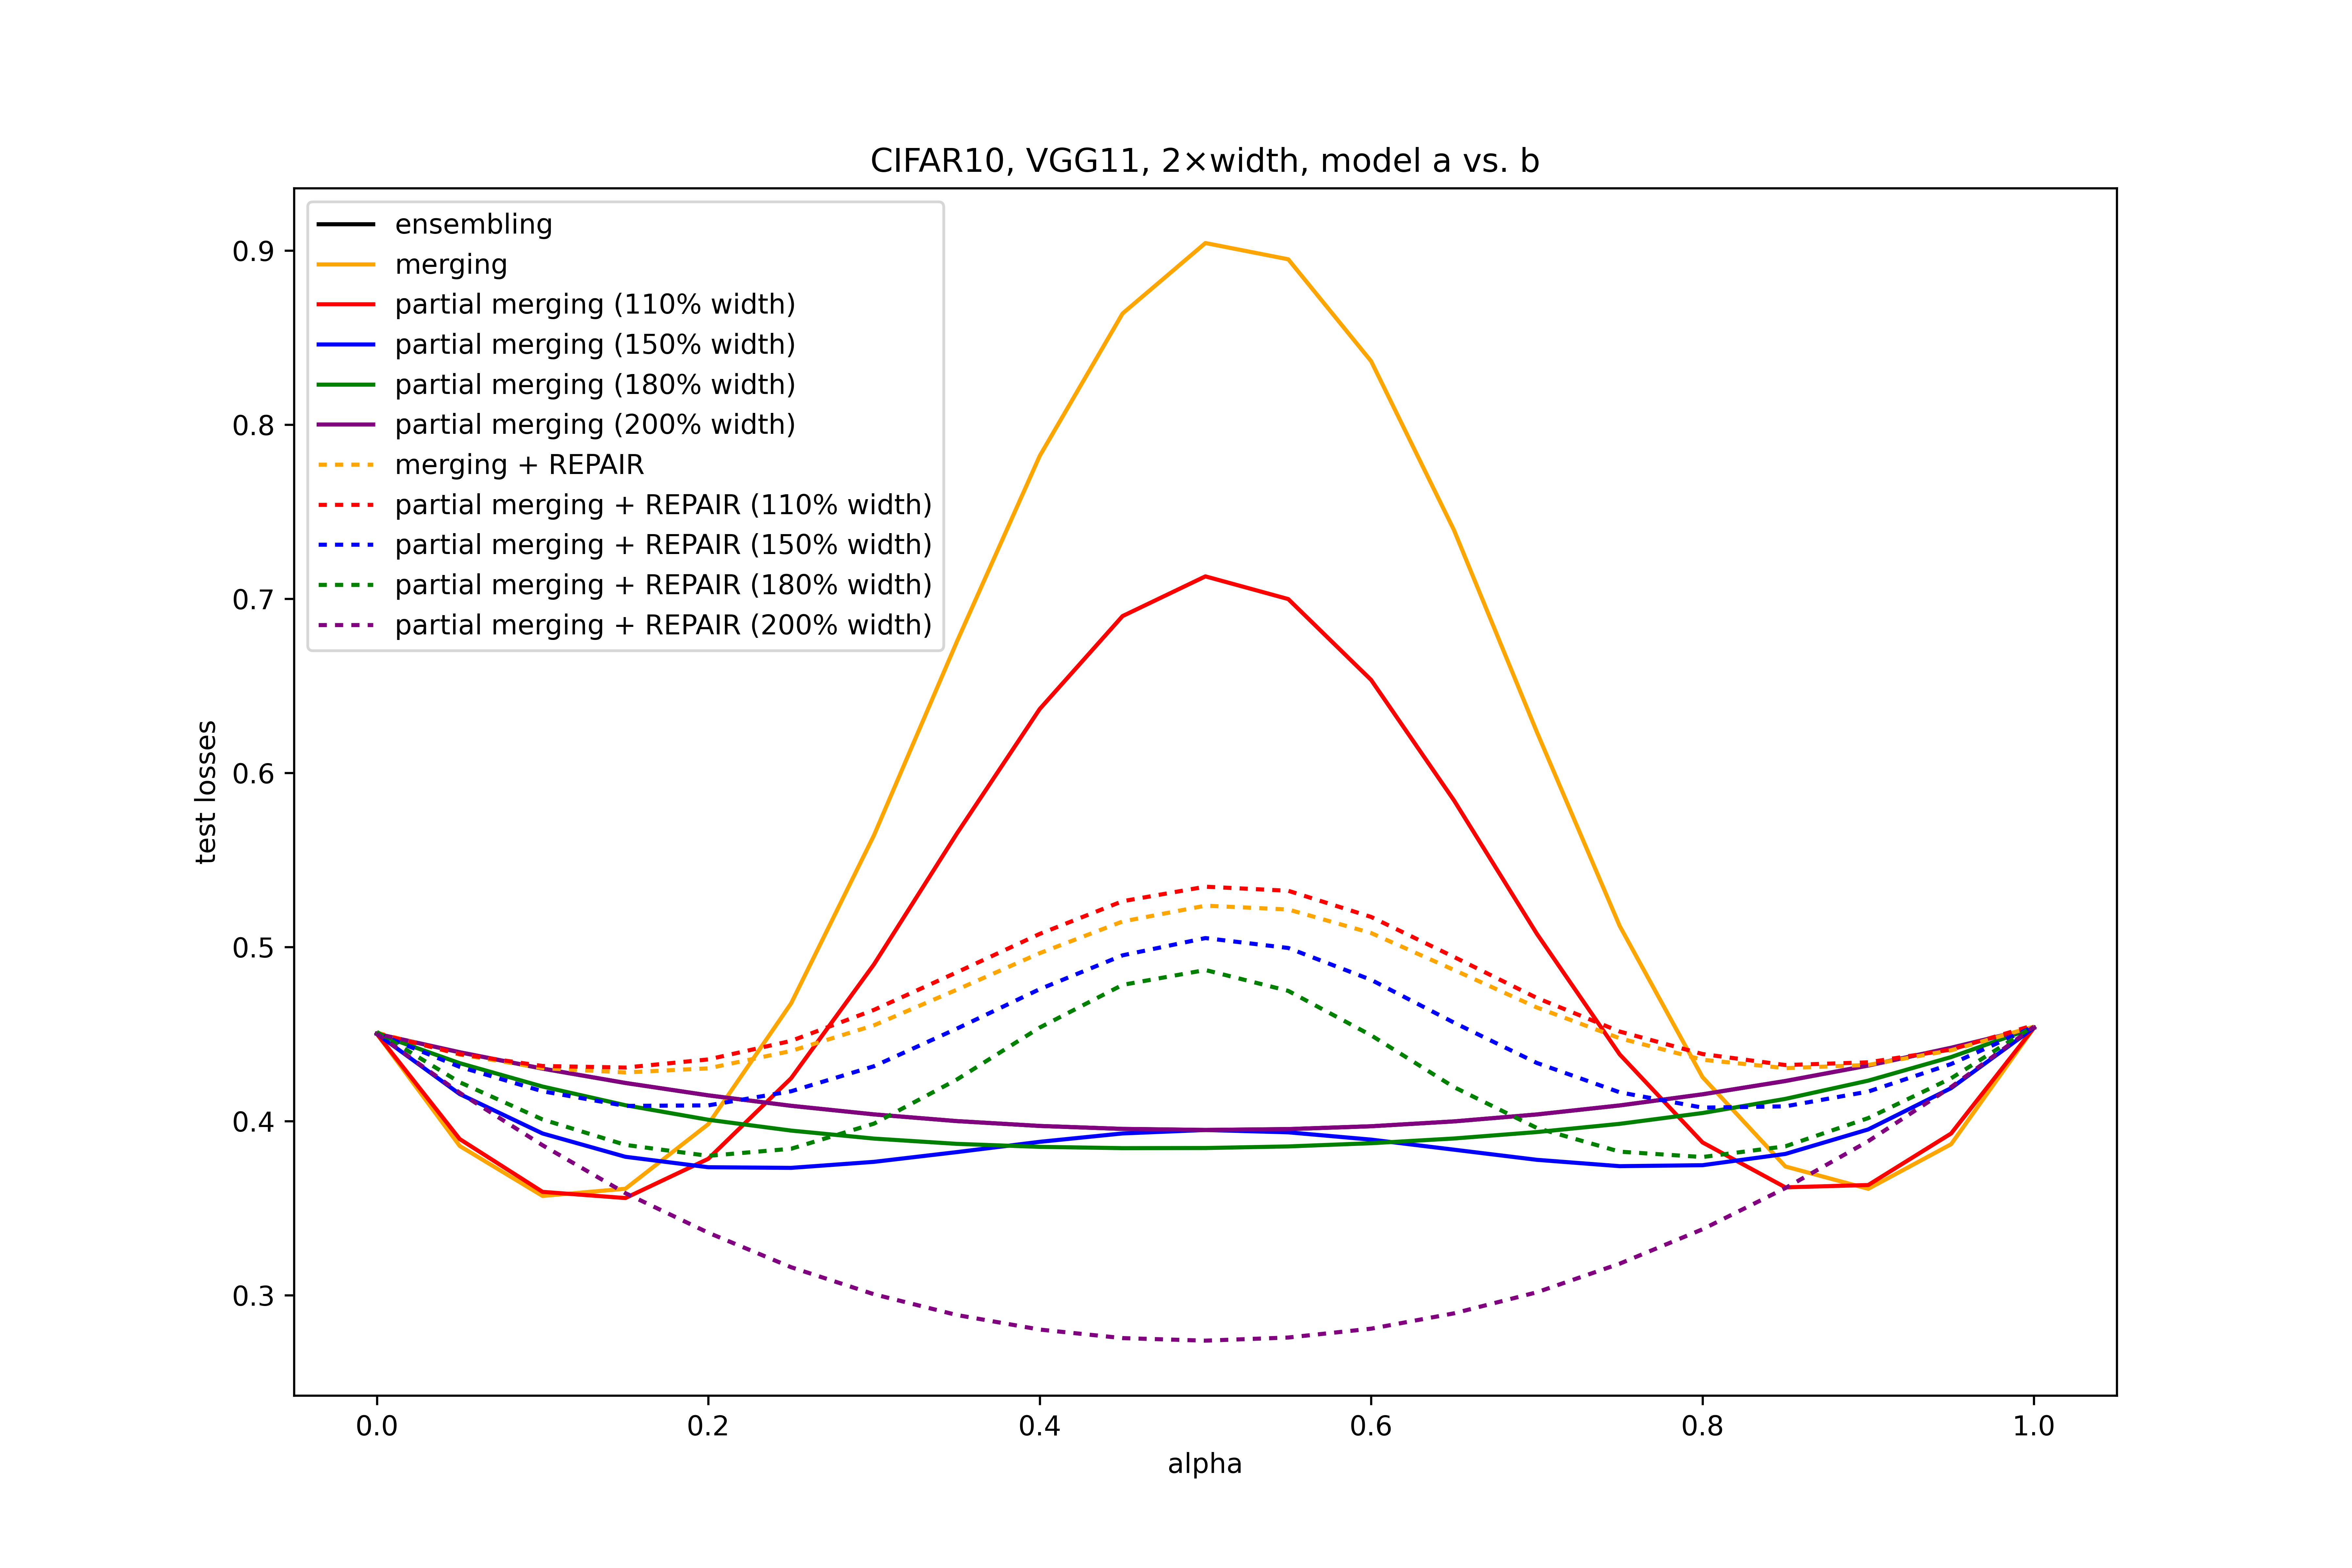 CIFAR10, VGG11, 2×width, model a vs. b
ensembling
merging
partial merging (110% width)
partial merging (150% width)
partial merging (180% width)
partial merging (200% width)
merging + REPAIR
partial merging + REPAIR (110% width)
partial merging + REPAIR (150% width)
partial merging + REPAIR (180% width)
partial merging + REPAIR (200% width)
test losses
0.9
0.8
0.7
0.6
0.5
0.4
0.3
0.0 0.2 0.4 0.6 0.8 1.0
alpha